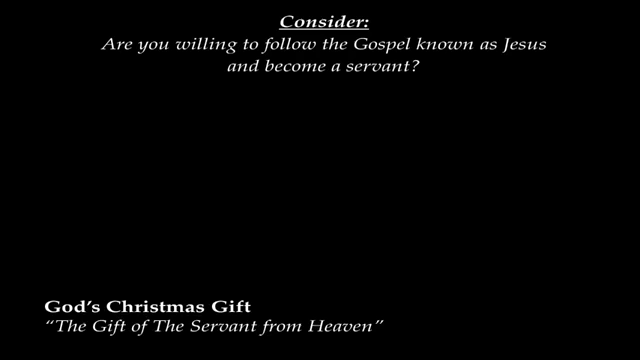 Consider:
Are you willing to follow the Gospel known as Jesus
and become a servant?
God's Christmas Gift
“The Gift of The Servant from Heaven”